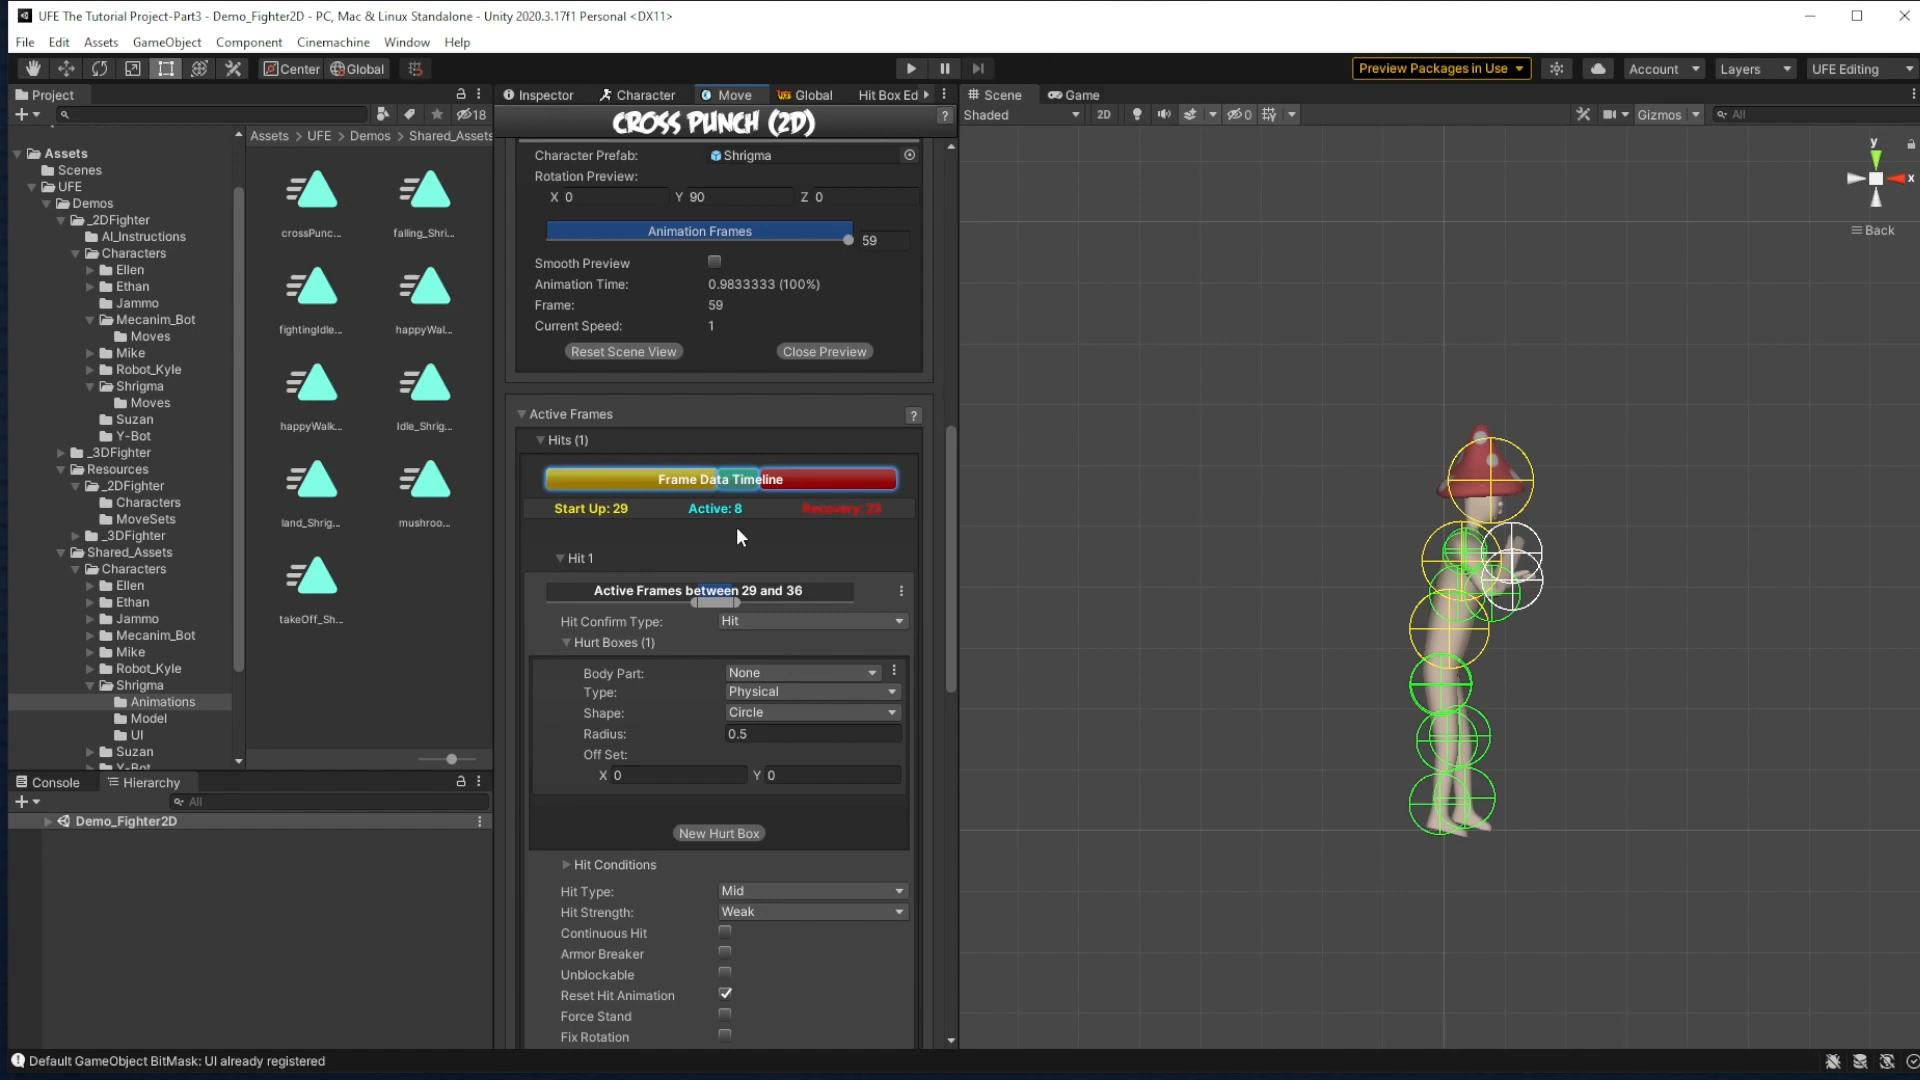 UFE The Tutorial Project-Part3 - Demo_Fighter2D - PC, Mac & Linux Standalone - Unity 2020.3.17f1 Personal <DX11>
File Edit Assets GameObject Component Cinemachine Window Help
Center Global Preview Packages in Use Account Layers UFE Editing
Project
18
Assets > UFE > Demos > Shared_Assets
Assets
Scenes
UFE
Demos
_2DFighter
AI_Instructions
Characters
Ellen
Ethan
Jammo
Mecanim_Bot
Moves
Mike
Robot_Kyle
Shrigma
Moves
Suzan
Y-Bot
_3DFighter
Resources
_2DFighter
Characters
MoveSets
_3DFighter
Shared_Assets
Characters
Ellen
Ethan
Jammo
Mecanim_Bot
Mike
Robot_Kyle
Shrigma
Animations
Model
UI
Suzan
Y-Bot
crossPunc... falling_Shri...
fightingIdle... happyWal...
happyWalk... Idle_Shrig...
land_Shrig... mushroo...
takeOff_Sh...
Console Hierarchy
All
Demo_Fighter2D
Inspector Character Move Global Hit Box Ed
CROSS PUNCH (2D) ?
Character Prefab: Shrigma
Rotation Preview:
X 0 Y 90 Z 0
Animation Frames 59
Smooth Preview
Animation Time: 0.9833333 (100%)
Frame: 59
Current Speed: 1
Reset Scene View Close Preview
Active Frames ?
Hits (1)
Frame Data Timeline
Start Up: 29 Active: 8 Recovery: 23
Hit 1
Active Frames between 29 and 36
Hit Confirm Type: Hit
Hurt Boxes (1)
Body Part: None
Type: Physical
Shape: Circle
Radius: 0.5
Off Set:
X 0 Y 0
New Hurt Box
Hit Conditions
Hit Type: Mid
Hit Strength: Weak
Continuous Hit
Armor Breaker
Unblockable
Reset Hit Animation
Force Stand
Fix Rotation
Scene Game
Shaded 2D 0 Gizmos All
y
x
Back
Default GameObject BitMask: UI already registered